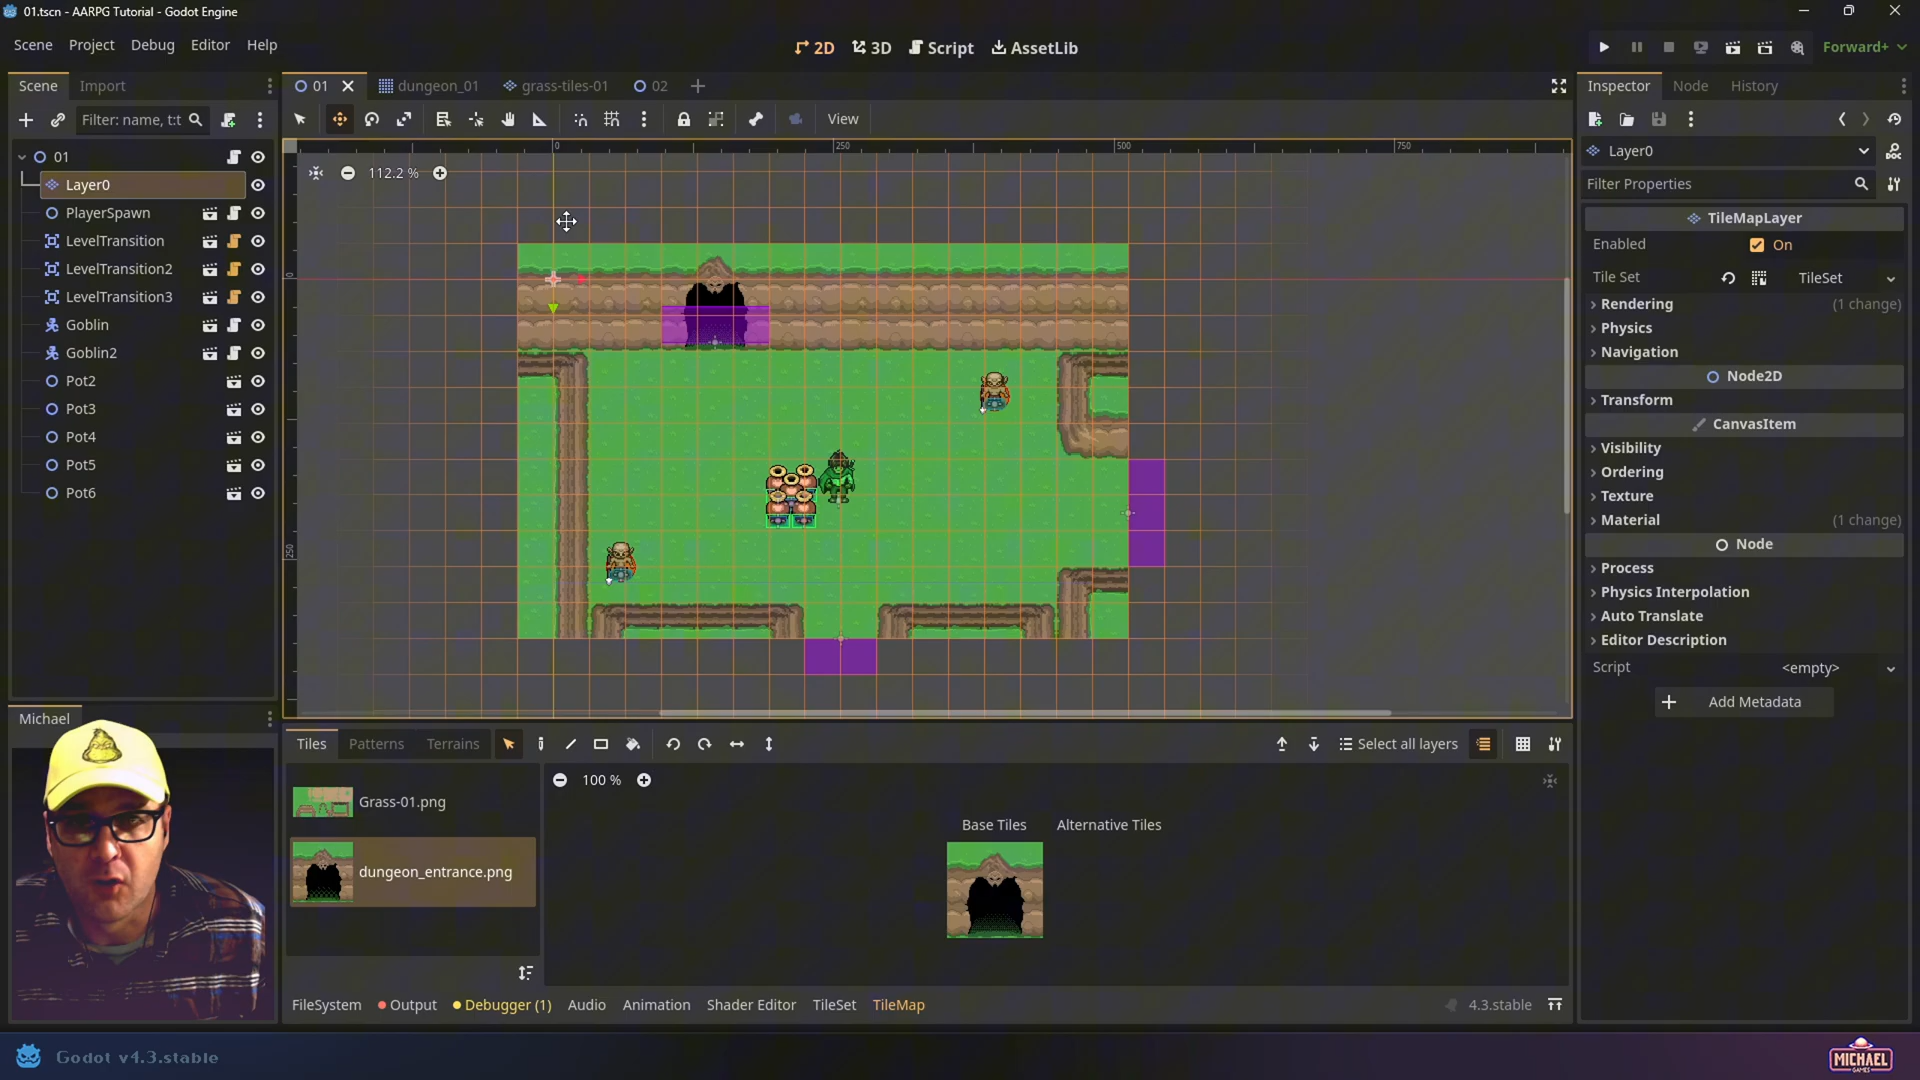 01.tscn - AARPG Tutorial - Godot Engine
Scene Project Debug Editor Help
2D 3D Script AssetLib
Forward+
Scene Import
Filter: name, t:t
01
Layer0
PlayerSpawn
LevelTransition
LevelTransition2
LevelTransition3
Goblin
Goblin2
Pot2
Pot3
Pot4
Pot5
Pot6
Michael
01 dungeon_01 grass-tiles-01 02
View
0 250 500 750
112.2 %
0
250
Tiles Patterns Terrains
Select all layers
Grass-01.png
dungeon_entrance.png
100 %
Base Tiles Alternative Tiles
FileSystem Output Debugger (1) Audio Animation Shader Editor TileSet TileMap
4.3.stable
Inspector Node History
Layer0
Filter Properties
TileMapLayer
Enabled On
Tile Set TileSet
Rendering (1 change)
Physics
Navigation
Node2D
Transform
CanvasItem
Visibility
Ordering
Texture
Material (1 change)
Node
Process
Physics Interpolation
Auto Translate
Editor Description
Script <empty>
Add Metadata
Godot v4.3.stable
MICHAEL
GAMES